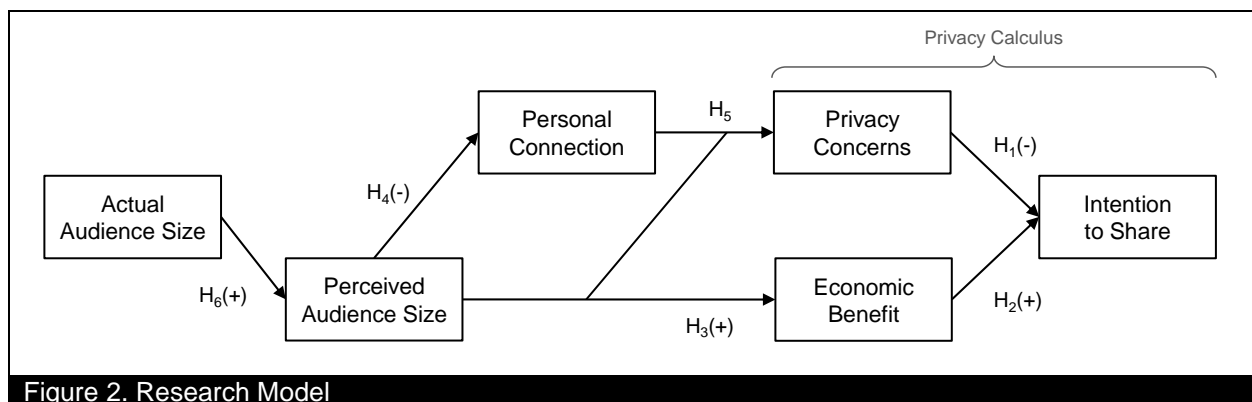 Privacy Calculus
Personal
Connection
H₅
Privacy
Concerns
H₁(-)
H₄(-)
Actual
Audience Size
Intention
to Share
H₆(+)
Perceived
Audience Size
H₃(+)
Economic
Benefit
H₂(+)
Figure 2. Research Model